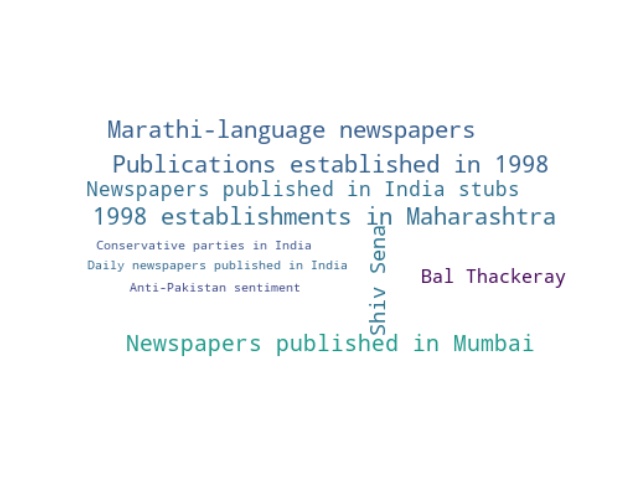 Marathi-language newspapers
Publications established in 1998
Newspapers published in India stubs
1998 establishments in Maharashtra
Conservative parties in India
Daily newspapers published in India
Anti-Pakistan sentiment
Shiv Sena
Bal Thackeray
Newspapers published in Mumbai